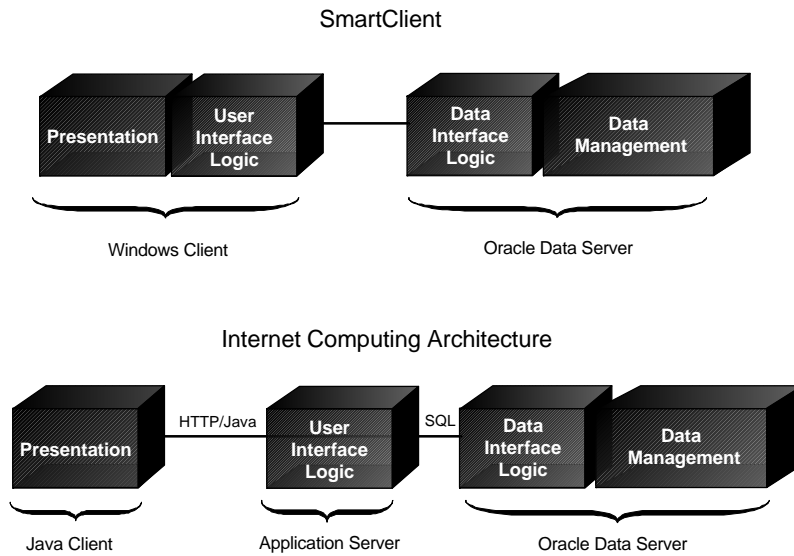 SmartClient
Presentation
User
Interface
Logic
Data
Interface
Logic
Data
Management
Windows Client
Oracle Data Server
Internet Computing Architecture
Presentation
HTTP/Java
User
Interface
Logic
SQL
Data
Interface
Logic
Data
Management
Java Client
Application Server
Oracle Data Server